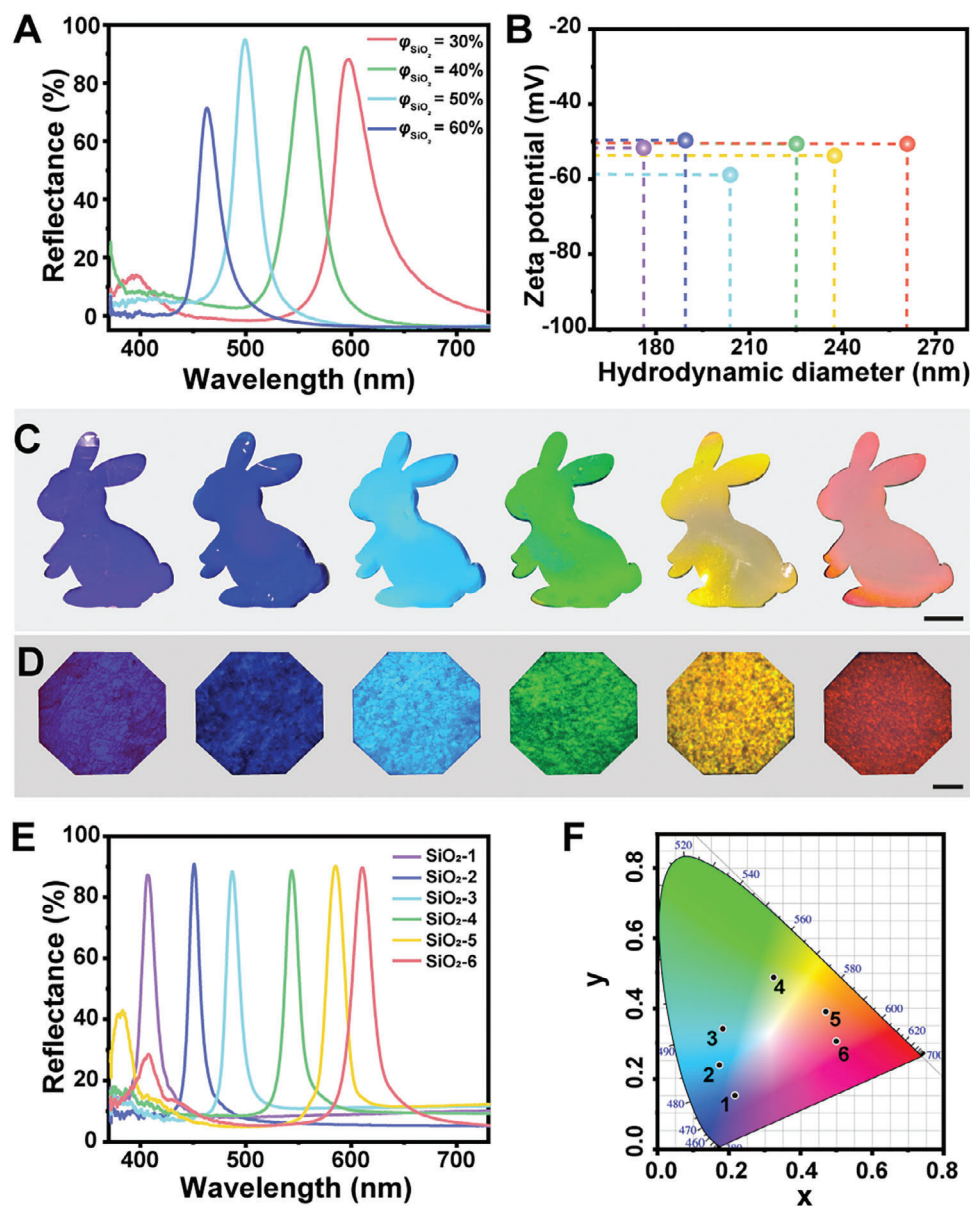 A
100
80
60
40
20
0
Reflectance (%)
400 500 600 700
Wavelength (nm)
φSiO₂ = 30%
φSiO₂ = 40%
φSiO₂ = 50%
φSiO₂ = 60%
B
-20
-40
-60
-80
-100
Zeta potential (mV)
180 210 240 270
Hydrodynamic diameter (nm)
C
D
E
100
80
60
40
20
0
Reflectance (%)
400 500 600 700
Wavelength (nm)
SiO₂-1
SiO₂-2
SiO₂-3
SiO₂-4
SiO₂-5
SiO₂-6
F
0.8
0.6
0.4
0.2
0.0
y
0.0 0.2 0.4 0.6 0.8
x
520
540
560
580
600
620
700
490
480
470
460
1
2
3
4
5
6